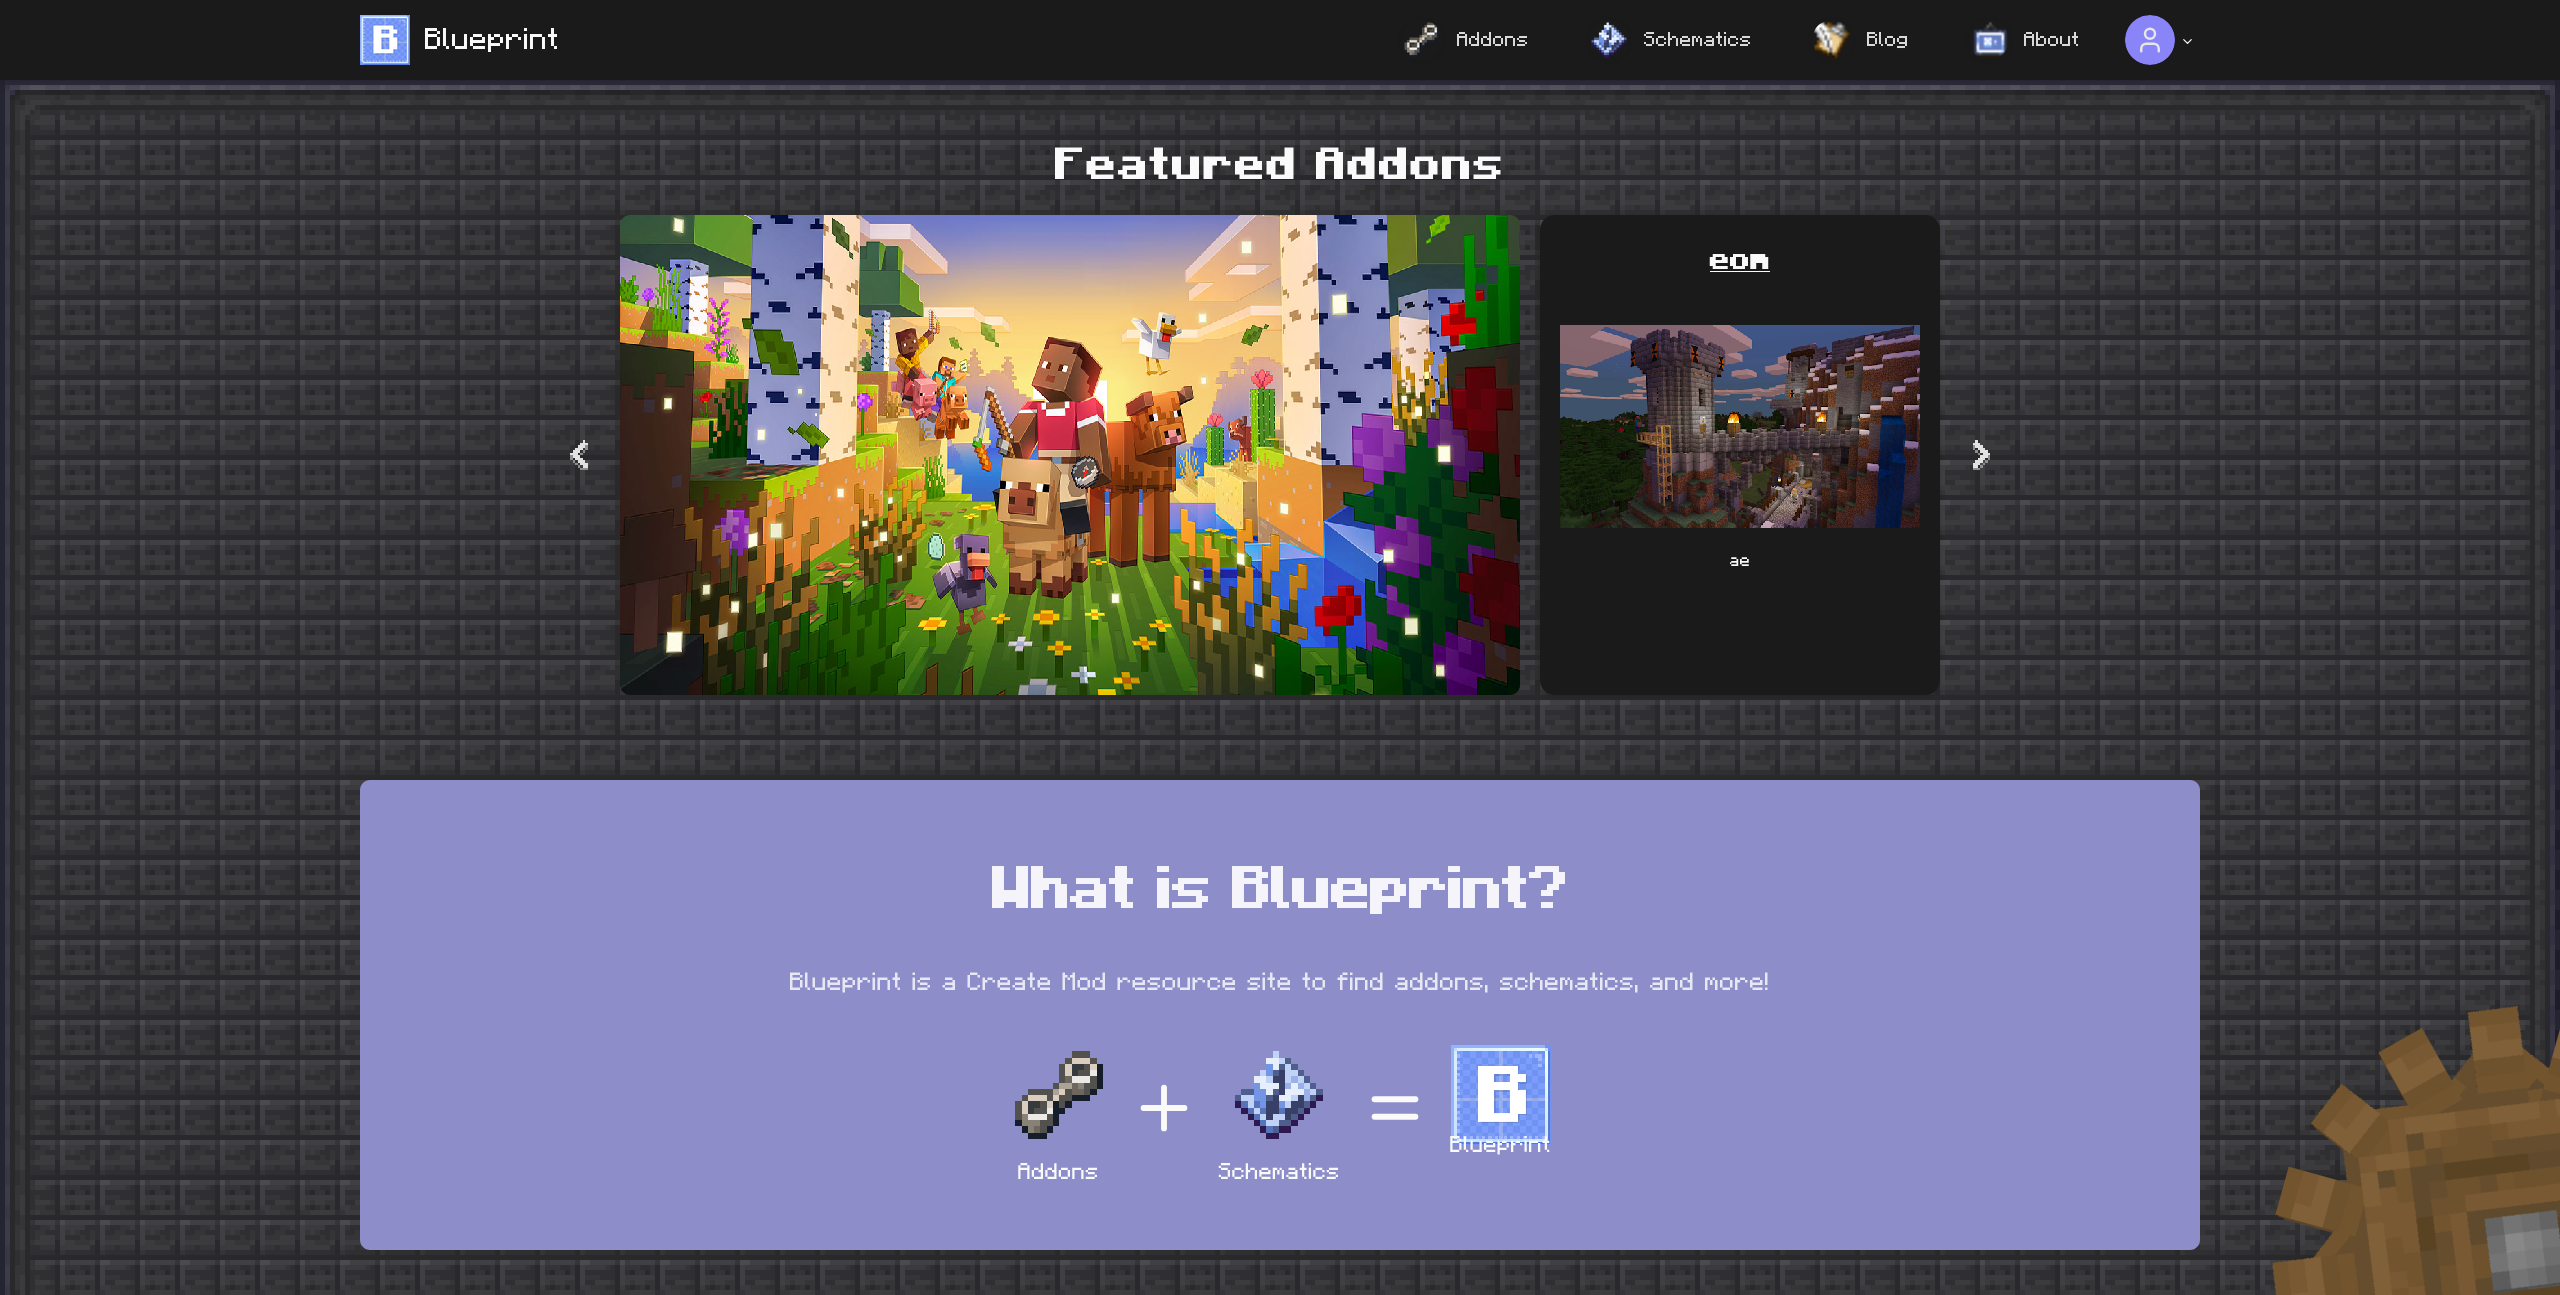 B Blueprint Addons Schematics Blog About
Featured Addons
eom
ae
What is Blueprint?
Blueprint is a Create Mod resource site to find addons, schematics, and more!
+ = B
Addons Schematics Blueprint